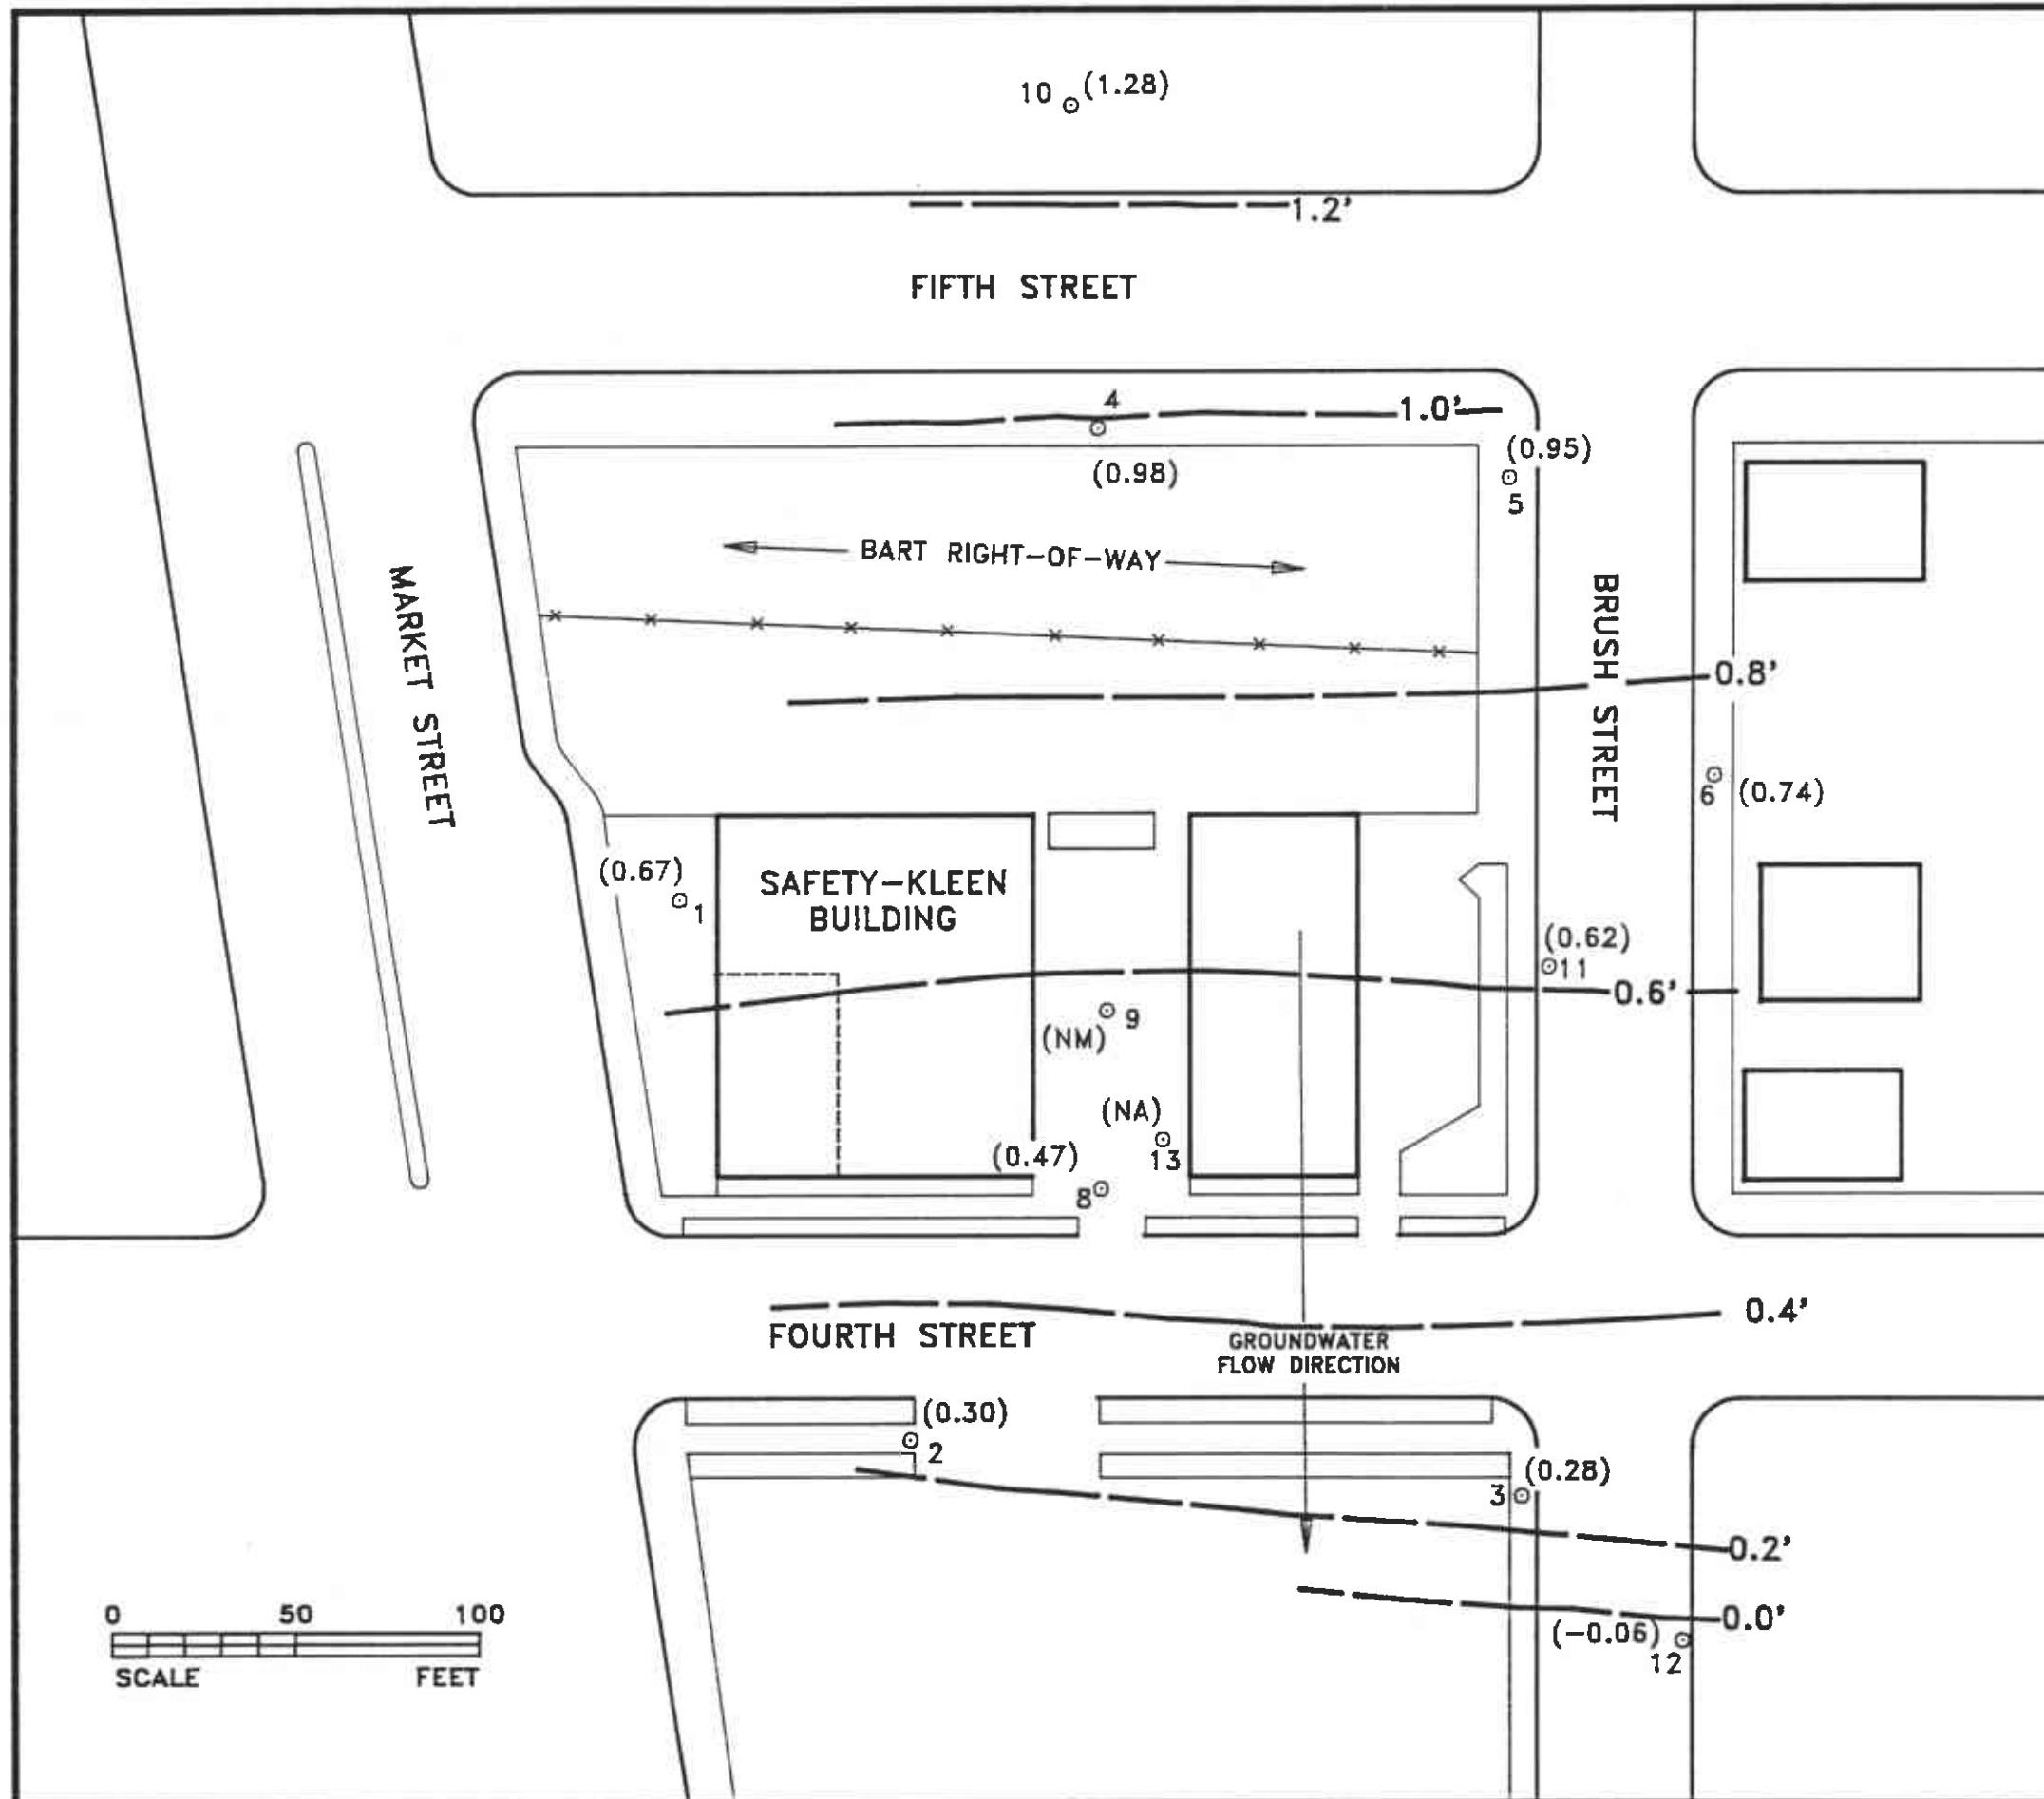 10 (1.28)
1.2'
FIFTH STREET
4
1.0'
(0.98)
(0.95)
5
BART RIGHT-OF-WAY
MARKET STREET
BRUSH STREET
0.8'
6 (0.74)
(0.67)
1
SAFETY-KLEEN
BUILDING
(0.62)
11
0.6'
9
(NM)
(NA)
13
(0.47)
8
0.4'
FOURTH STREET
GROUNDWATER
FLOW DIRECTION
(0.30)
2
(0.28)
3
0.2'
0.0'
(-0.06)
12
0 50 100
SCALE FEET